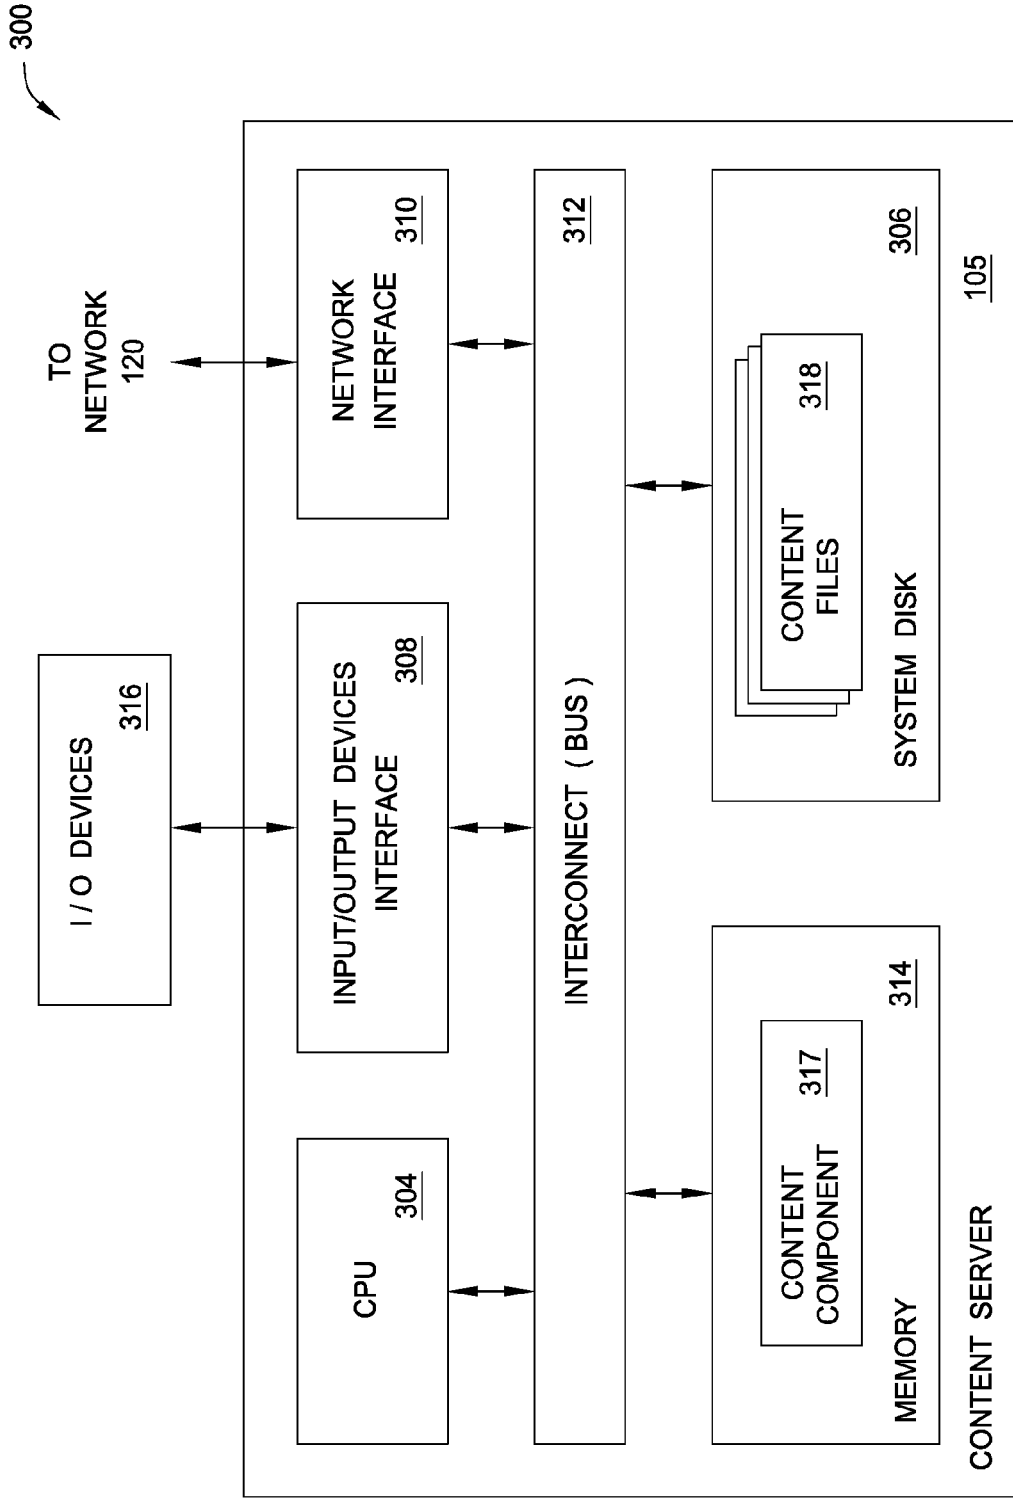 300
TO
NETWORK
120
I / O DEVICES
316
CPU
304
INPUT/OUTPUT DEVICES
INTERFACE
308
NETWORK
INTERFACE
310
INTERCONNECT ( BUS )
312
CONTENT
COMPONENT
317
MEMORY
314
CONTENT
FILES
318
SYSTEM DISK
306
CONTENT SERVER
105